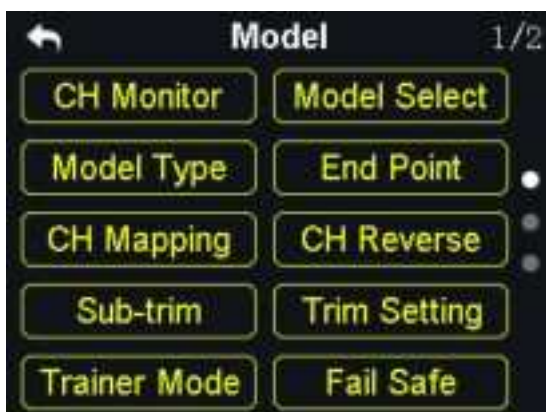 Model 1/2
CH Monitor Model Select
Model Type End Point
CH Mapping CH Reverse
Sub-trim Trim Setting
Trainer Mode Fail Safe